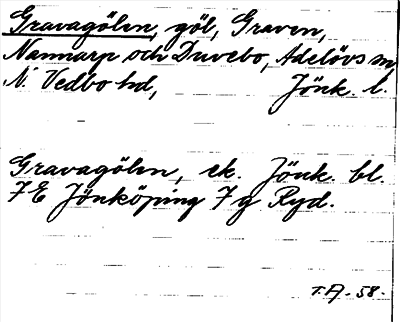 Gravagölen, göl, Graven,
Nannarp och Duvebo, Adelövs sn,
N. Vedbo hd, Jönk. l.
Gravagölen, ek. Jönk. bl.
7E Jönköping 7 g Ryd.
T.A. -58-